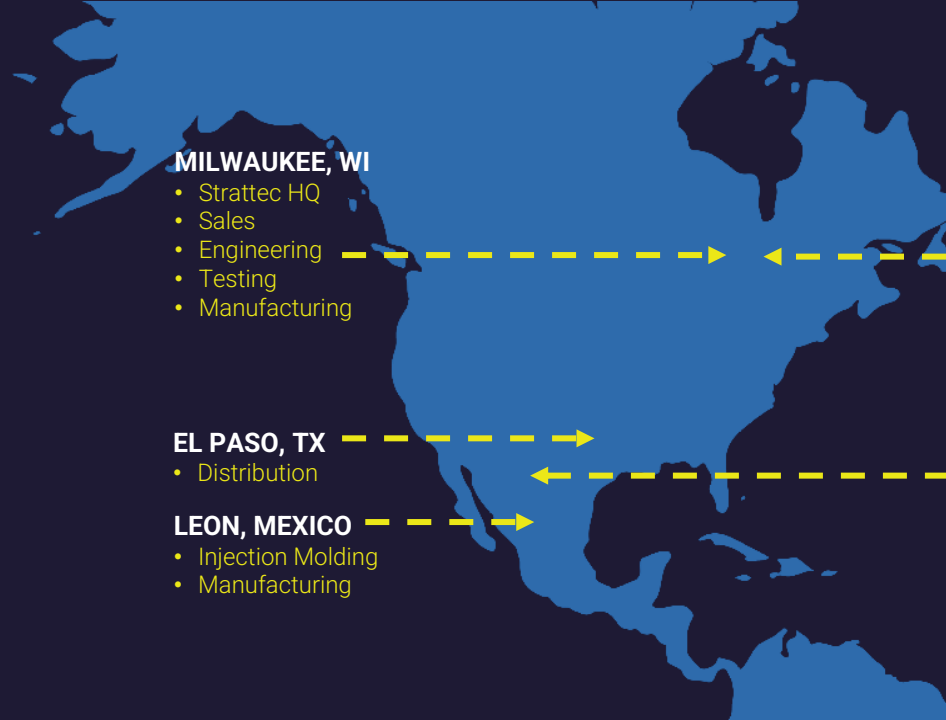 MILWAUKEE, WI
• Strattec HQ
• Sales
• Engineering
• Testing
• Manufacturing
EL PASO, TX
• Distribution
LEON, MEXICO
• Injection Molding
• Manufacturing